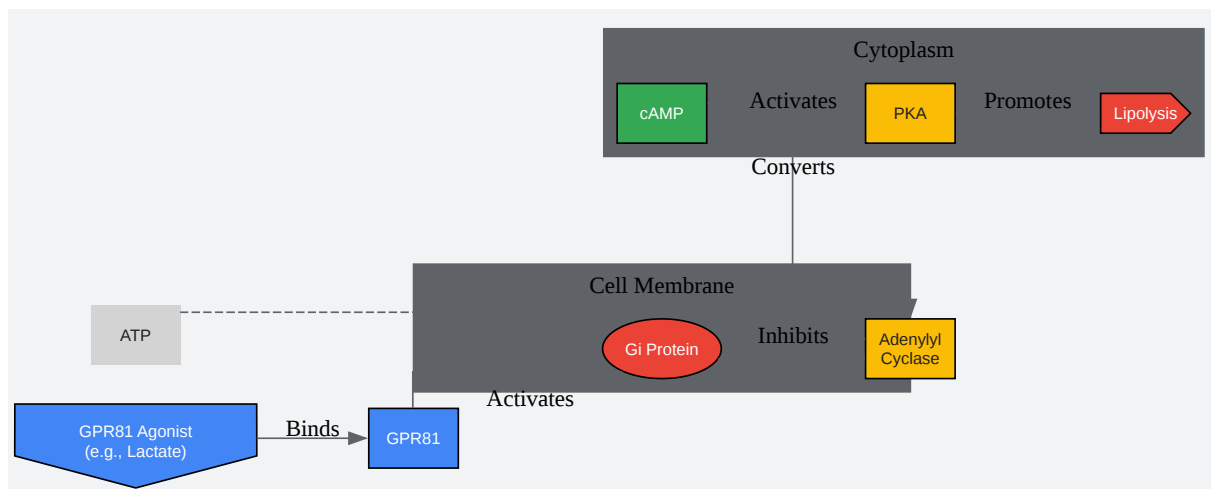 Cytoplasm
cAMP
Activates
PKA
Promotes
Lipolysis
Converts
Cell Membrane
ATP
Gi Protein
Inhibits
Adenylyl
Cyclase
Activates
GPR81 Agonist
(e.g., Lactate)
Binds
GPR81